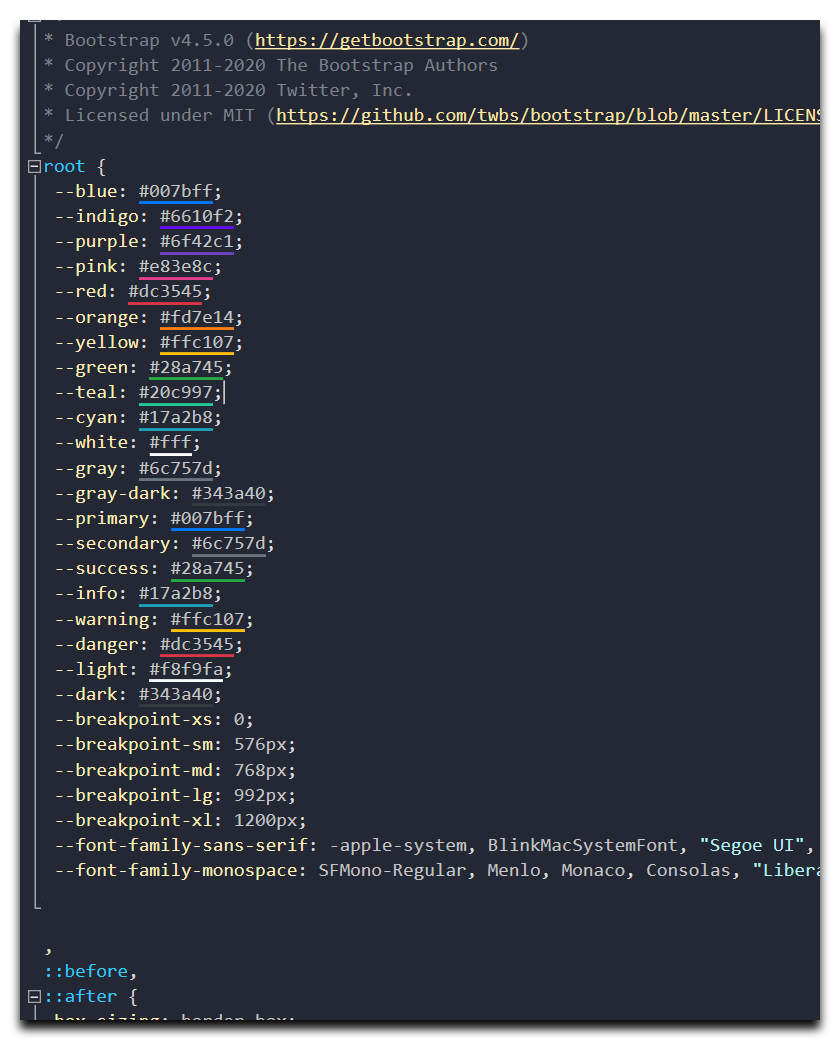 * Bootstrap v4.5.0 (https://getbootstrap.com/)
* Copyright 2011-2020 The Bootstrap Authors
* Copyright 2011-2020 Twitter, Inc.
* Licensed under MIT (https://github.com/twbs/bootstrap/blob/master/LICENS
*/
root {
--blue: #007bff;
--indigo: #6610f2;
--purple: #6f42c1;
--pink: #e83e8c;
--red: #dc3545;
--orange: #fd7e14;
--yellow: #ffc107;
--green: #28a745;
--teal: #20c997;
--cyan: #17a2b8;
--white: #fff;
--gray: #6c757d;
--gray-dark: #343a40;
--primary: #007bff;
--secondary: #6c757d;
--success: #28a745;
--info: #17a2b8;
--warning: #ffc107;
--danger: #dc3545;
--light: #f8f9fa;
--dark: #343a40;
--breakpoint-xs: 0;
--breakpoint-sm: 576px;
--breakpoint-md: 768px;
--breakpoint-lg: 992px;
--breakpoint-xl: 1200px;
--font-family-sans-serif: -apple-system, BlinkMacSystemFont, "Segoe UI",
--font-family-monospace: SFMono-Regular, Menlo, Monaco, Consolas, "Libera
,
::before,
::after {
box-sizing: border-box;